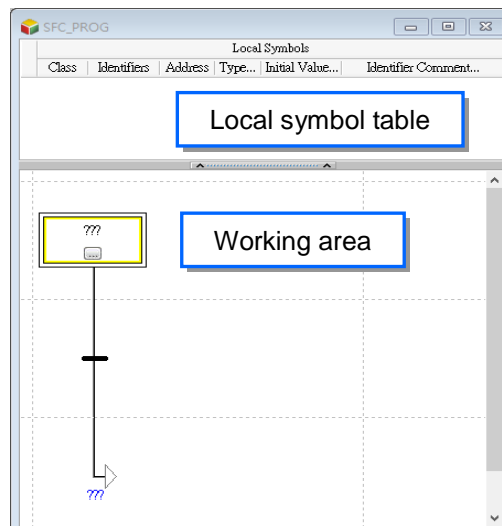 SFC_PROG
Local Symbols
Class Identifiers Address Type... Initial Value... Identifier Comment...
Local symbol table
???
...
Working area
???